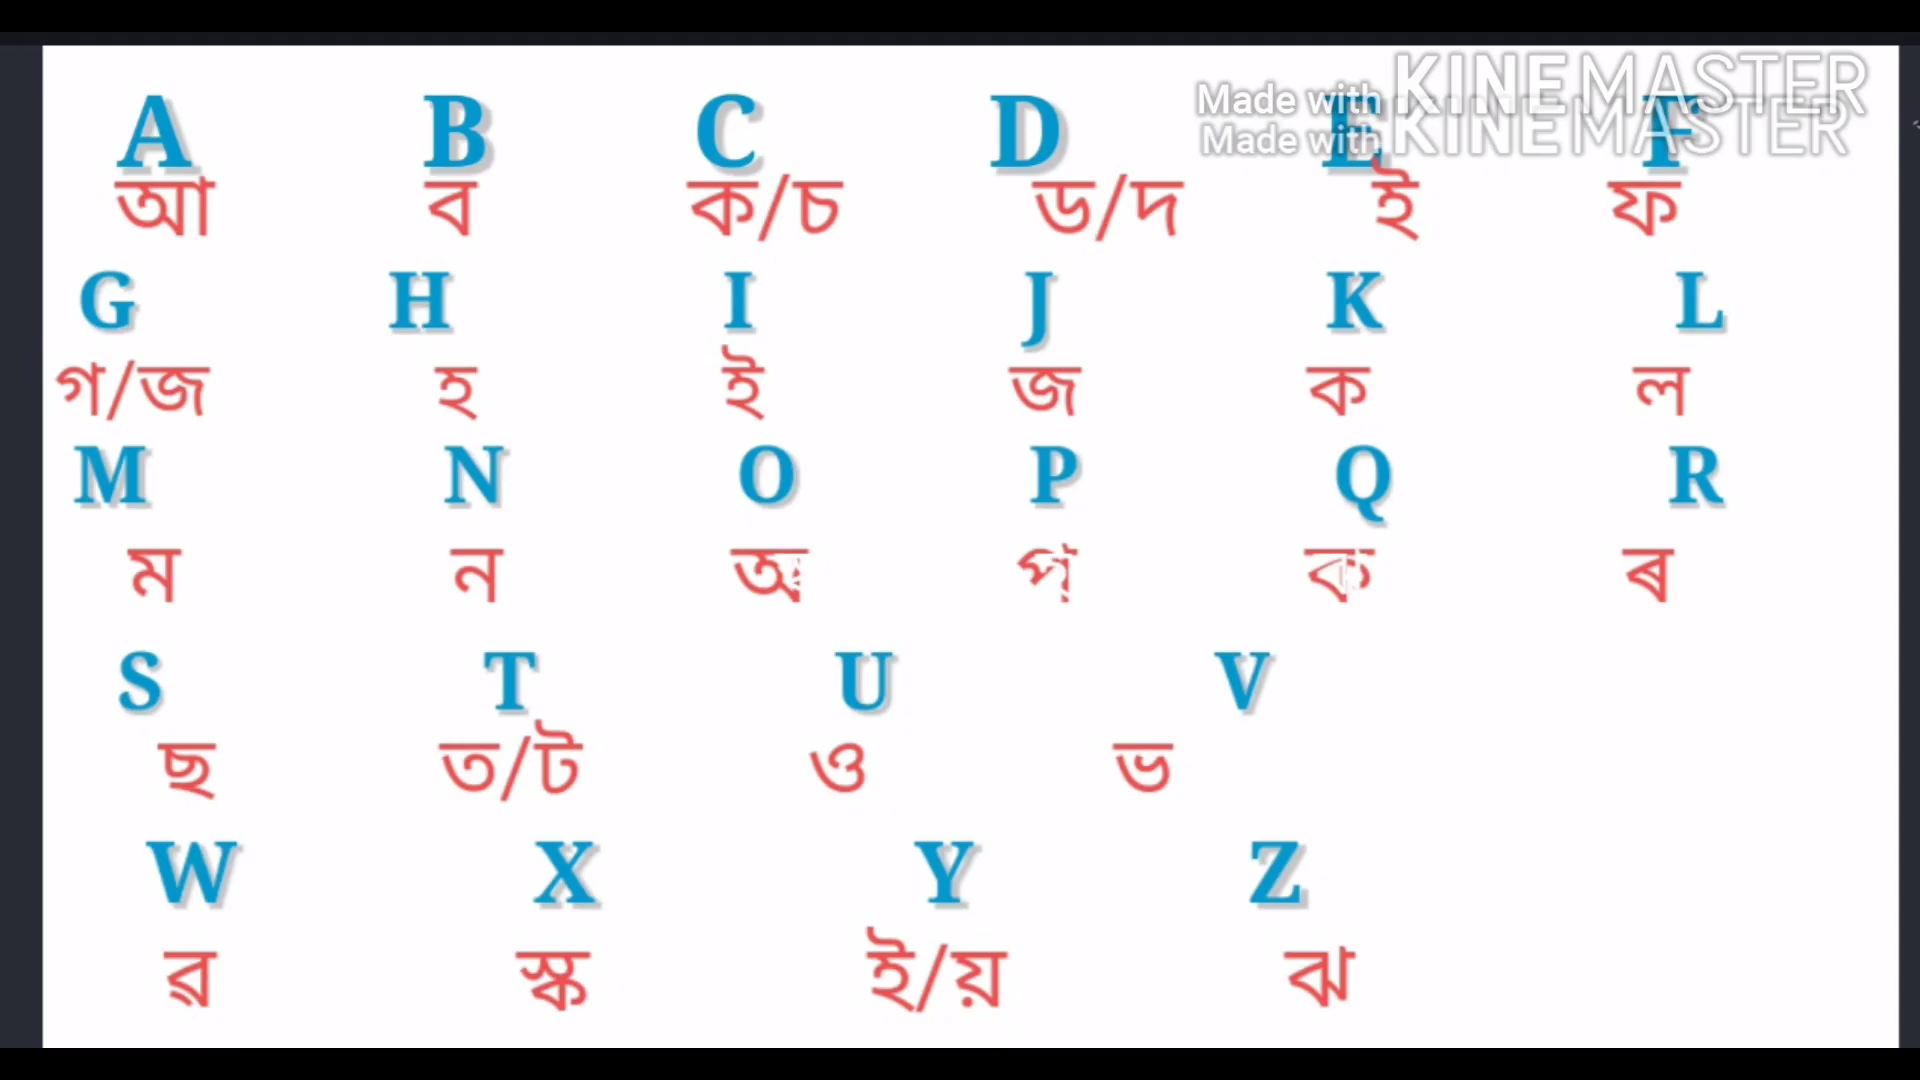 Made with KINEMASTER
Made with KINEMASTER
A B C D E F
আ ব ক/চ ড/দ ই ফ
G H I J K L
গ/জ হ ই জ ক ল
M N O P Q R
ম ন অ প ক ৰ
S T U V
ছ ত/ট ও ভ
W X Y Z
ৱ স্ক ই/য় ঝ